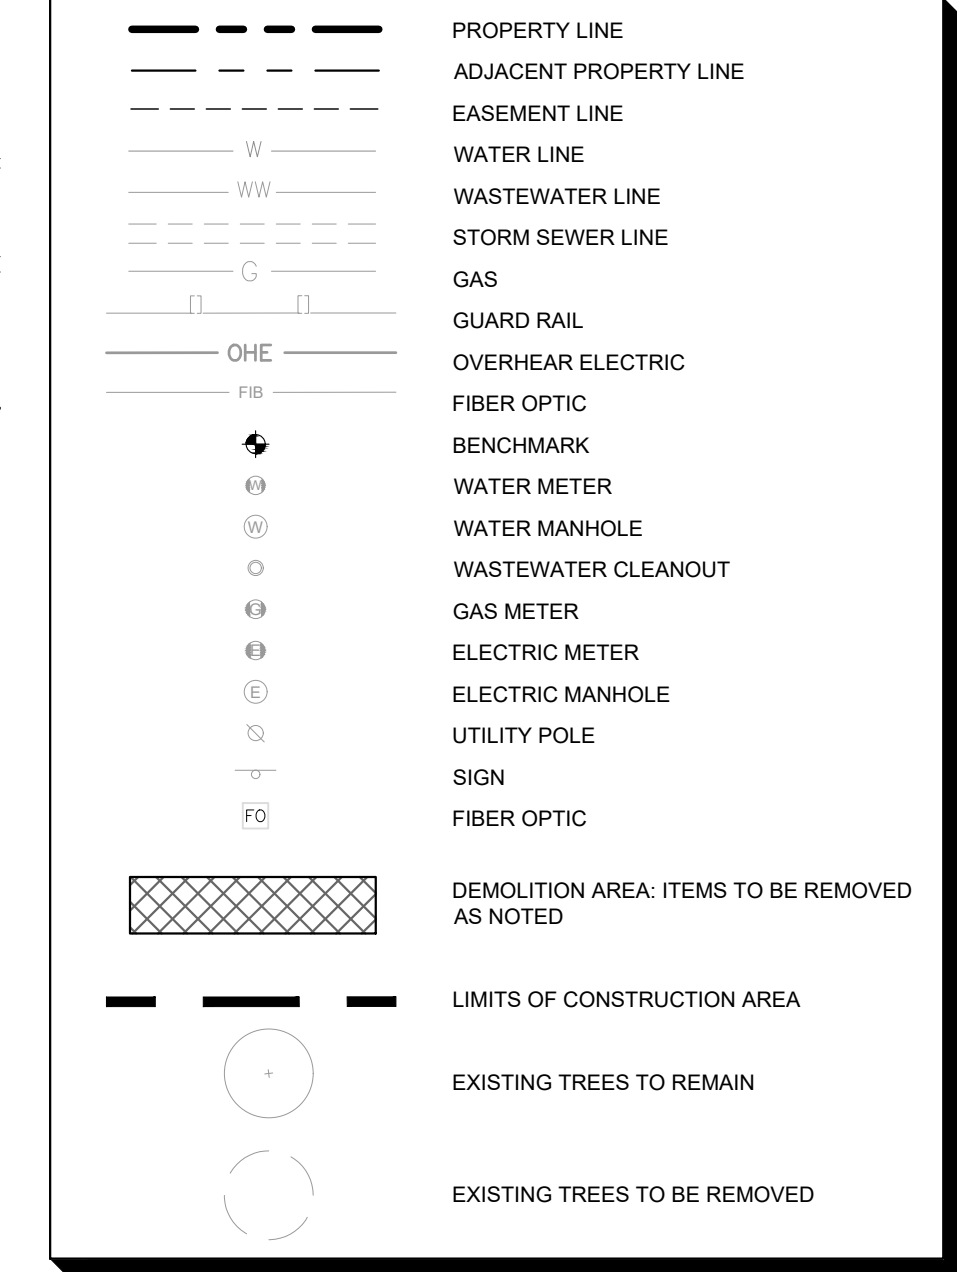 PROPERTY LINE
ADJACENT PROPERTY LINE
EASEMENT LINE
W WATER LINE
WW WASTEWATER LINE
STORM SEWER LINE
G GAS
GUARD RAIL
OHE OVERHEAR ELECTRIC
FIB FIBER OPTIC
BENCHMARK
W WATER METER
W WATER MANHOLE
WASTEWATER CLEANOUT
G GAS METER
E ELECTRIC METER
E ELECTRIC MANHOLE
UTILITY POLE
SIGN
FO FIBER OPTIC
DEMOLITION AREA: ITEMS TO BE REMOVED
AS NOTED
LIMITS OF CONSTRUCTION AREA
EXISTING TREES TO REMAIN
EXISTING TREES TO BE REMOVED